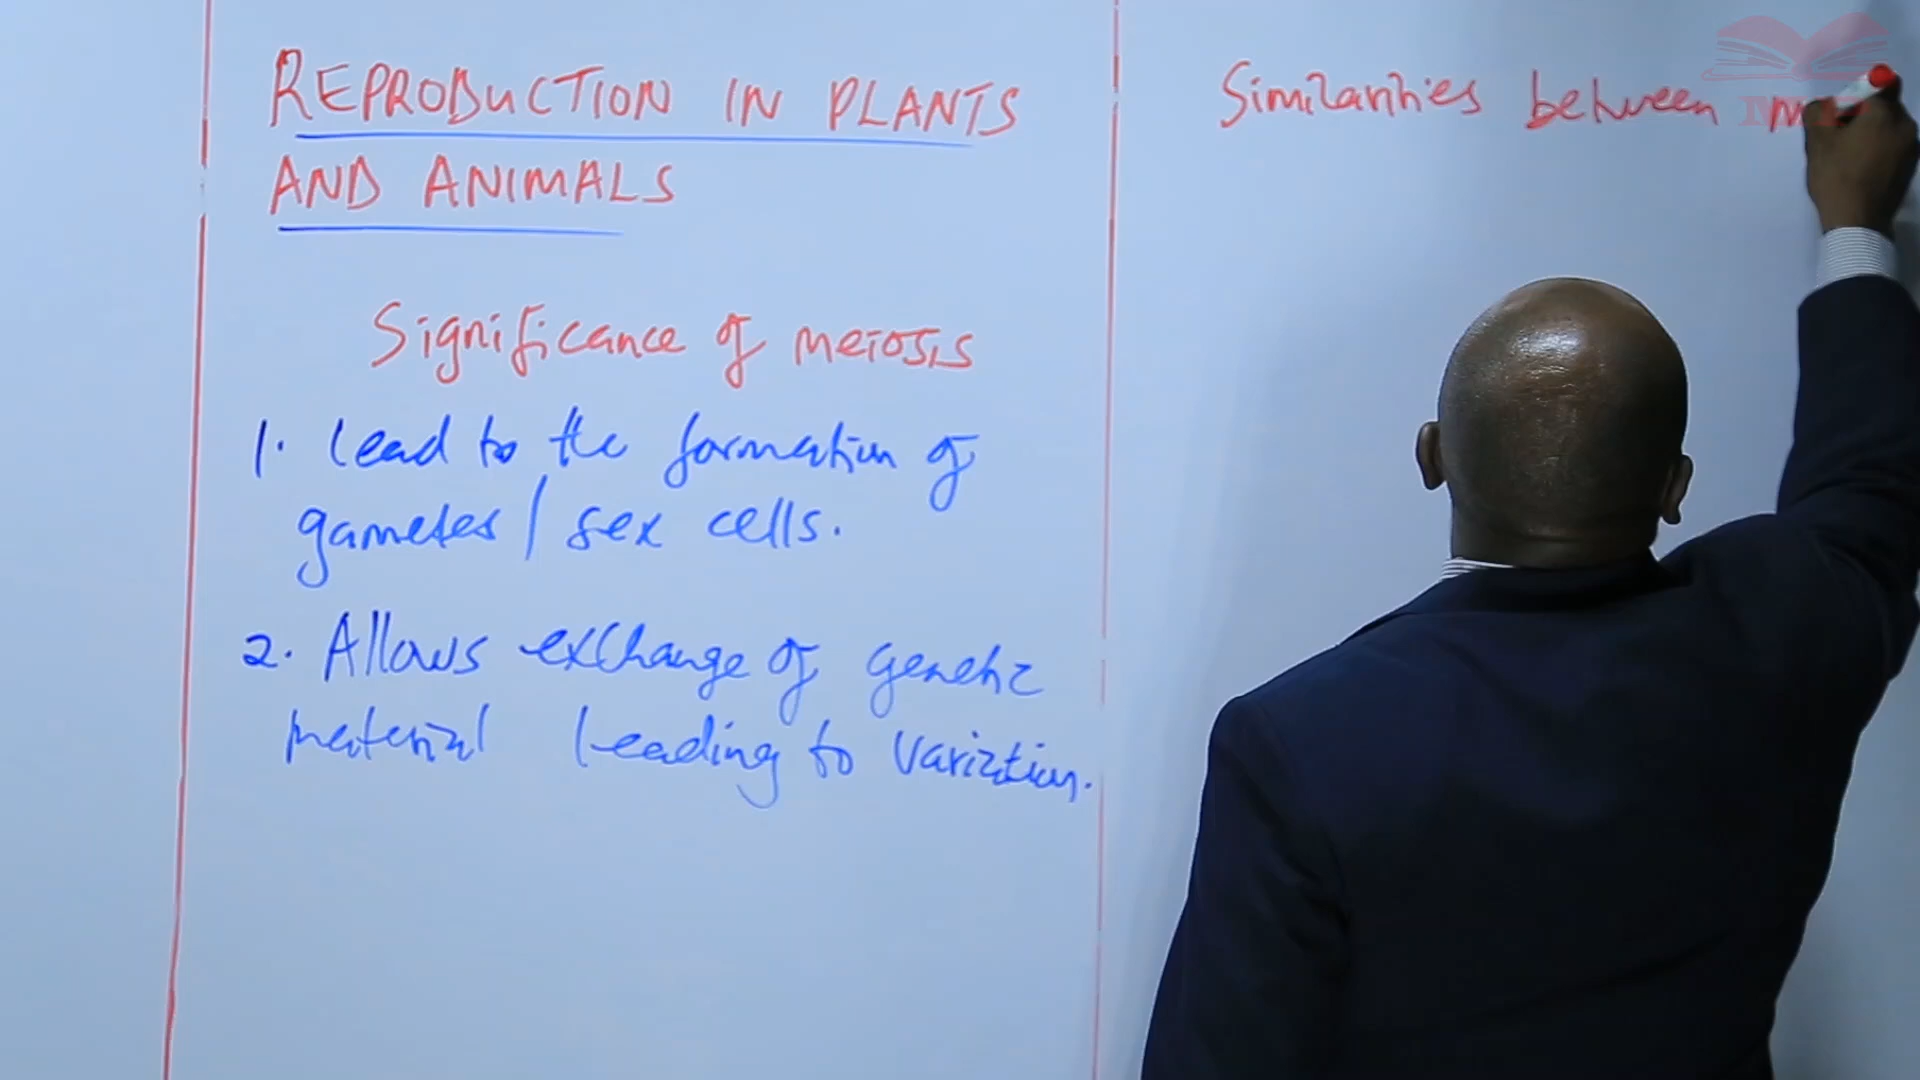 REPRODUCTION IN PLANTS
AND ANIMALS
Significance of meiosis
1. Lead to the formation of
gametes / sex cells.
2. Allows exchange of genetic
material leading to variation.
Similarities between